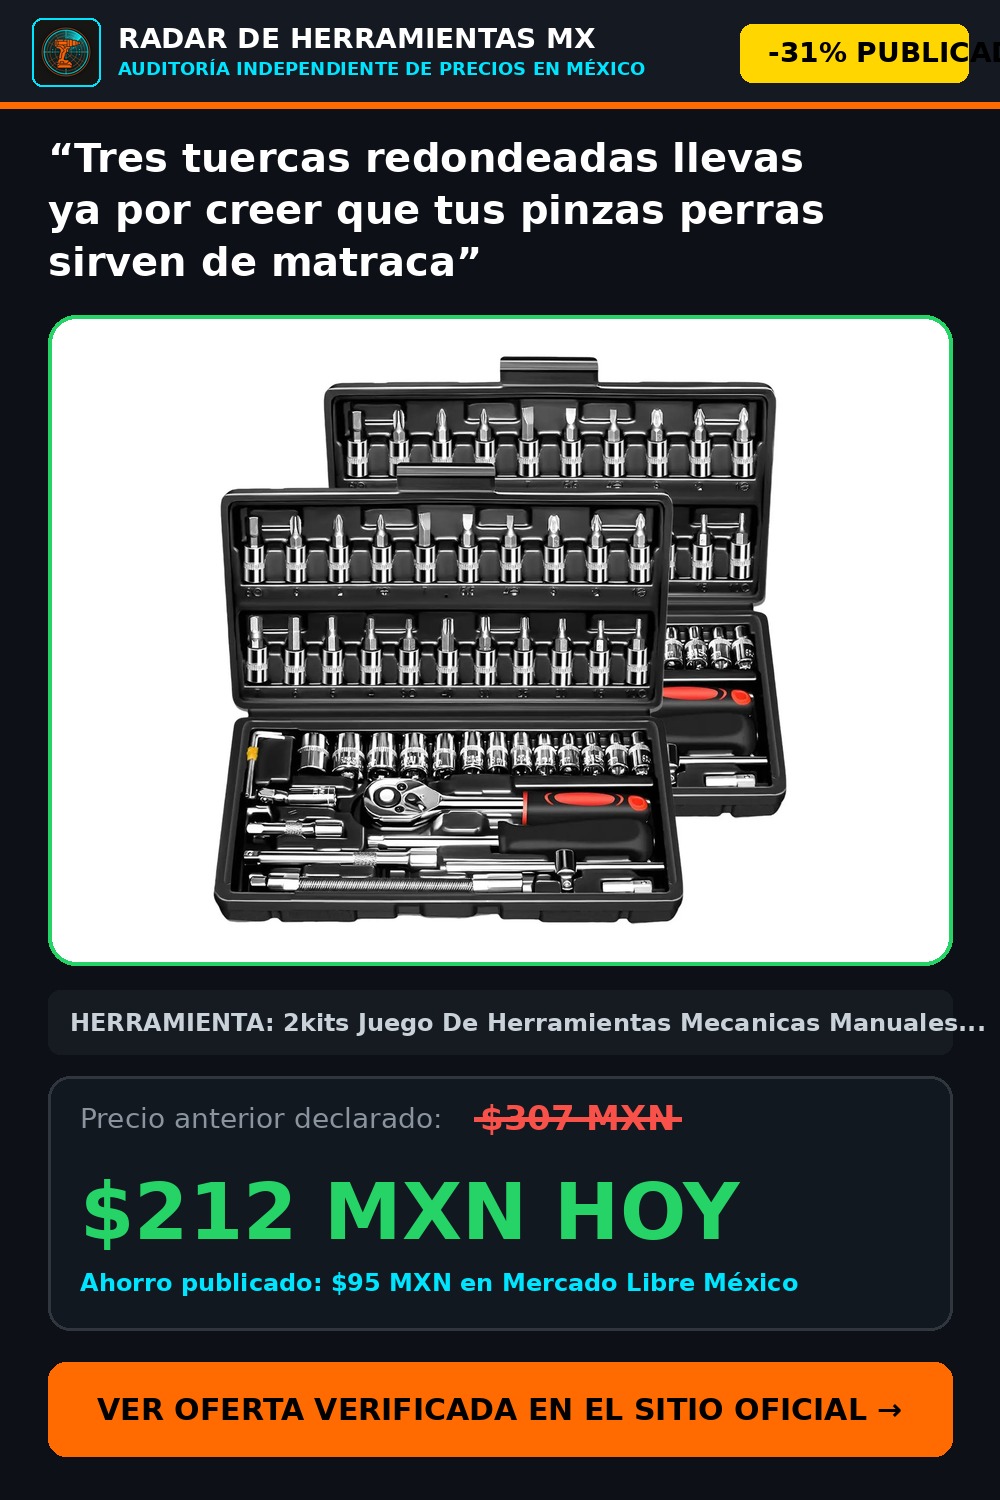 RADAR DE HERRAMIENTAS MX
AUDITORÍA INDEPENDIENTE DE PRECIOS EN MÉXICO
-31% PUBLICAD
“Tres tuercas redondeadas llevas
ya por creer que tus pinzas perras
sirven de matraca”
HERRAMIENTA: 2kits Juego De Herramientas Mecanicas Manuales...
Precio anterior declarado: $307 MXN
$212 MXN HOY
Ahorro publicado: $95 MXN en Mercado Libre México
VER OFERTA VERIFICADA EN EL SITIO OFICIAL →